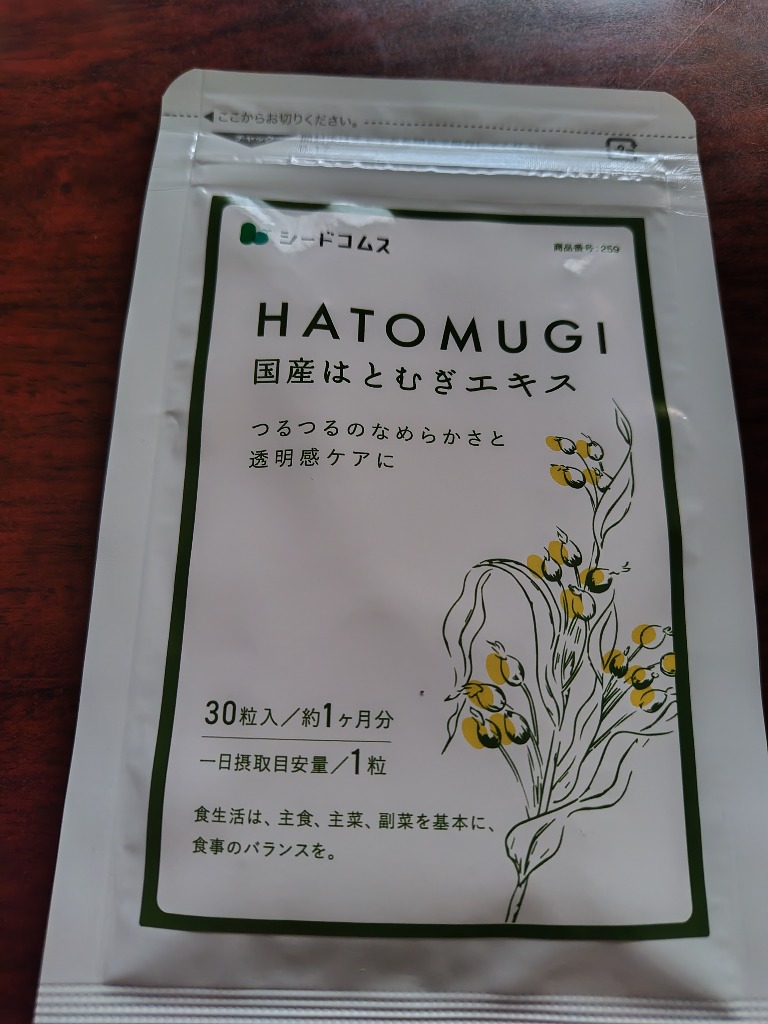 ◀ここからお切りください。
チャック
シードコムス
商品番号:259
HATOMUGI
国産はとむぎエキス
つるつるのなめらかさと
透明感ケアに
30粒入／約1ヶ月分
一日摂取目安量／1粒
食生活は、主食、主菜、副菜を基本に、
食事のバランスを。